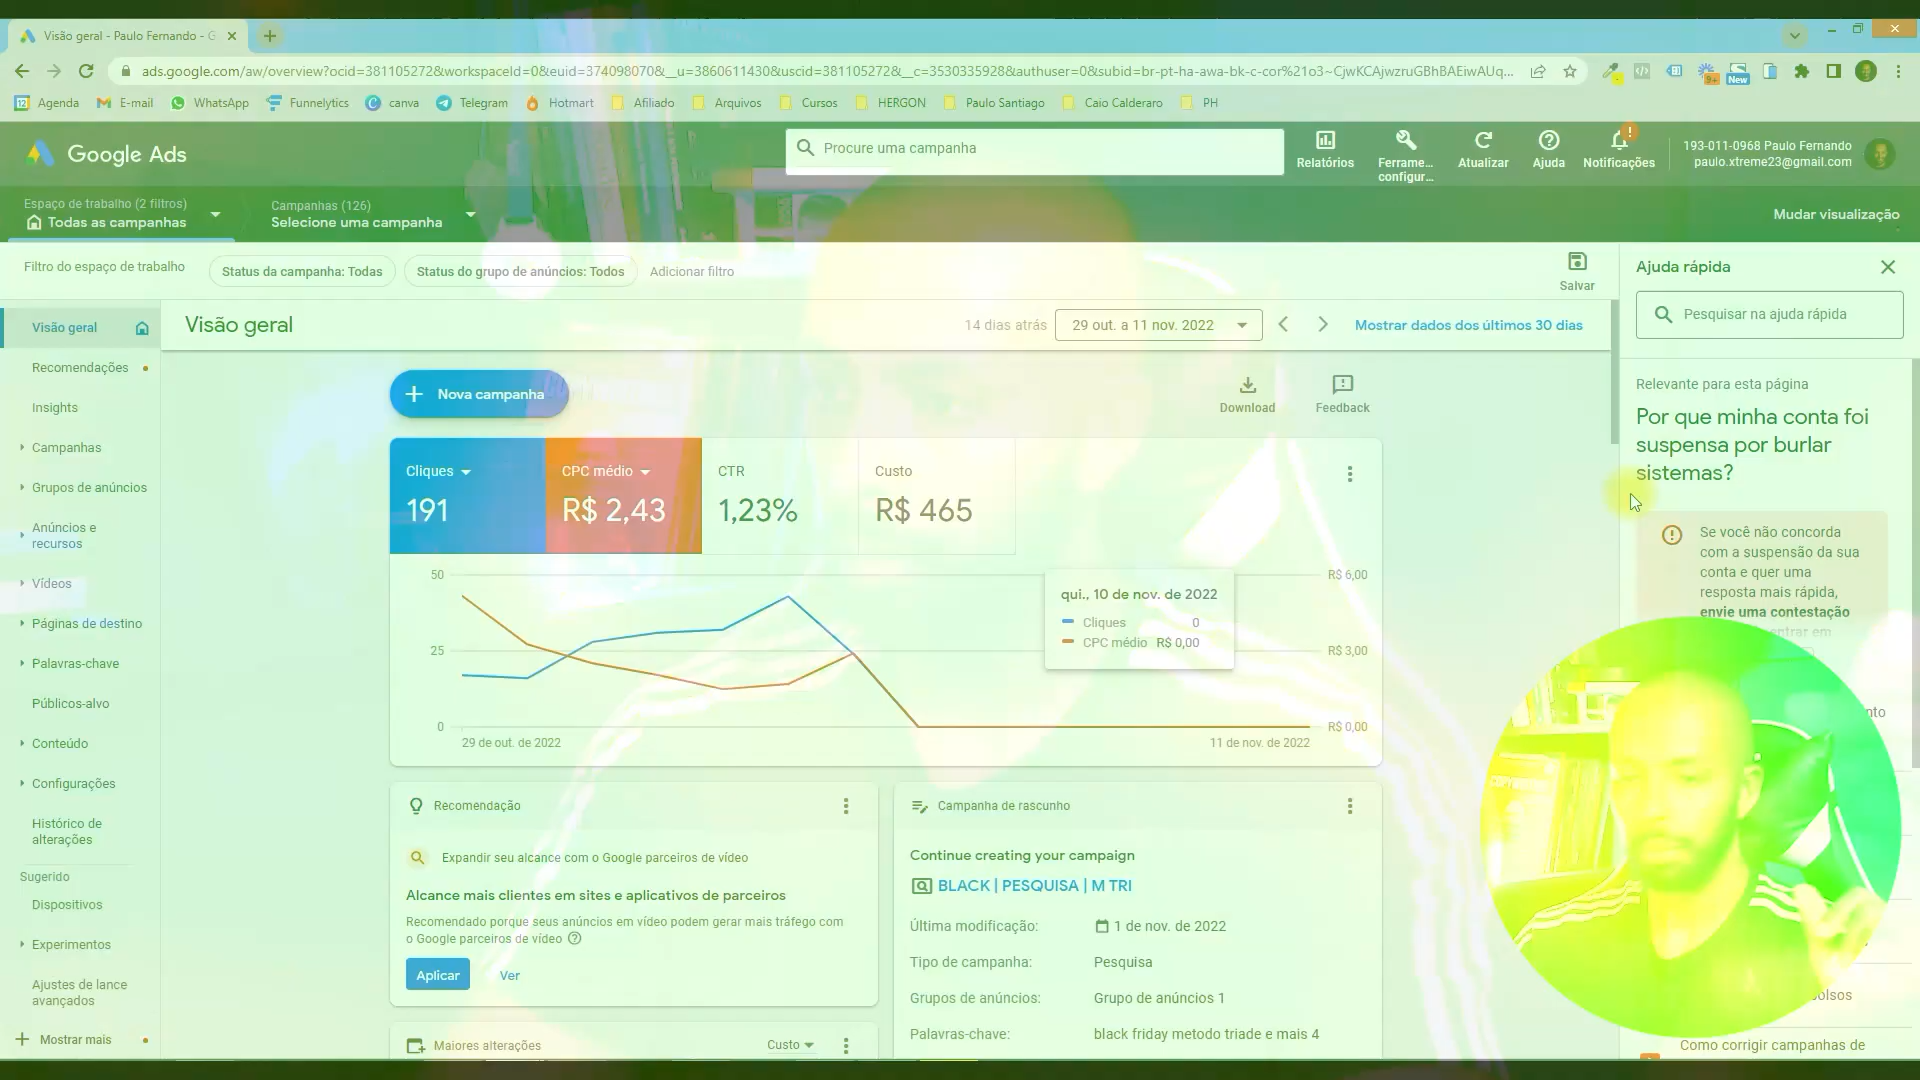 Visão geral - Paulo Fernando - G
ads.google.com/aw/overview?ocid=381105272&workspaceId=0&euid=374098070&__u=3860611430&uscid=381105272&__c=3530335928&authuser=0&subid=br-pt-ha-awa-bk-c-cor%21o3~CjwKCAjwzruGBhBAEiwAUq...
9+
New
12 Agenda
E-mail
WhatsApp
Funnelytics
canva
Telegram
Hotmart
Afiliado
Arquivos
Cursos
HERGON
Paulo Santiago
Caio Calderaro
PH
Google Ads
Procure uma campanha
Relatórios
Ferrame...
configur...
Atualizar
Ajuda
Notificações
193-011-0968 Paulo Fernando
paulo.xtreme23@gmail.com
Espaço de trabalho (2 filtros)
Todas as campanhas
Campanhas (126)
Selecione uma campanha
Mudar visualização
Filtro do espaço de trabalho
Status da campanha: Todas
Status do grupo de anúncios: Todos
Adicionar filtro
Salvar
Visão geral
Recomendações
Insights
Campanhas
Grupos de anúncios
Anúncios e
recursos
Vídeos
Páginas de destino
Palavras-chave
Públicos-alvo
Conteúdo
Configurações
Histórico de
alterações
Sugerido
Dispositivos
Experimentos
Ajustes de lance
avançados
Mostrar mais
Visão geral
14 dias atrás
29 out. a 11 nov. 2022
Mostrar dados dos últimos 30 dias
Nova campanha
Download
Feedback
Cliques
191
CPC médio
R$ 2,43
CTR
1,23%
Custo
R$ 465
50
25
0
R$ 6,00
R$ 3,00
R$ 0,00
29 de out. de 2022
11 de nov. de 2022
qui., 10 de nov. de 2022
Cliques 0
CPC médio R$ 0,00
Recomendação
Expandir seu alcance com o Google parceiros de vídeo
Alcance mais clientes em sites e aplicativos de parceiros
Recomendado porque seus anúncios em vídeo podem gerar mais tráfego com
o Google parceiros de vídeo
Aplicar
Ver
Maiores alterações
Custo
Campanha de rascunho
Continue creating your campaign
BLACK | PESQUISA | M TRI
Última modificação: 1 de nov. de 2022
Tipo de campanha: Pesquisa
Grupos de anúncios: Grupo de anúncios 1
Palavras-chave: black friday metodo triade e mais 4
Ajuda rápida
Pesquisar na ajuda rápida
Relevante para esta página
Por que minha conta foi
suspensa por burlar
sistemas?
Se você não concorda
com a suspensão da sua
conta e quer uma
resposta mais rápida,
envie uma contestação
entrar em
nto
olsos
Como corrigir campanhas de